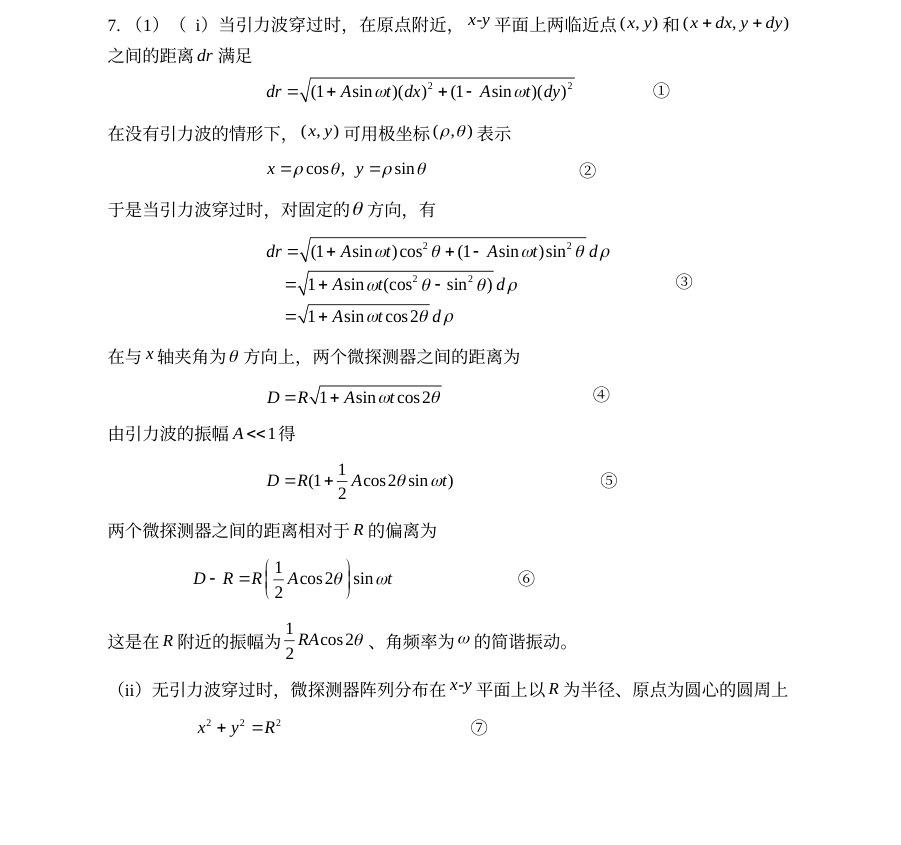 7.（1）（ i）当引力波穿过时，在原点附近， x-y 平面上两临近点 (x, y) 和 (x + dx, y + dy)
之间的距离 dr 满足
dr = √((1 + A sin ωt)(dx)² + (1 - A sin ωt)(dy)²) ①
在没有引力波的情形下， (x, y) 可用极坐标 (ρ,θ) 表示
x = ρ cosθ, y = ρ sinθ ②
于是当引力波穿过时，对固定的 θ 方向，有
dr = √((1 + A sin ωt) cos² θ + (1 - A sin ωt) sin² θ) dρ
= √(1 + A sin ωt(cos² θ - sin² θ)) dρ ③
= √(1 + A sin ωt cos 2θ) dρ
在与 x 轴夹角为 θ 方向上，两个微探测器之间的距离为
D = R√(1 + A sin ωt cos 2θ) ④
由引力波的振幅 A << 1 得
D = R(1 + 1/2 A cos 2θ sin ωt) ⑤
两个微探测器之间的距离相对于 R 的偏离为
D - R = R(1/2 A cos 2θ) sin ωt ⑥
这是在 R 附近的振幅为 1/2 RA cos 2θ 、角频率为 ω 的简谐振动。
（ii）无引力波穿过时，微探测器阵列分布在 x-y 平面上以 R 为半径、原点为圆心的圆周上
x² + y² = R² ⑦